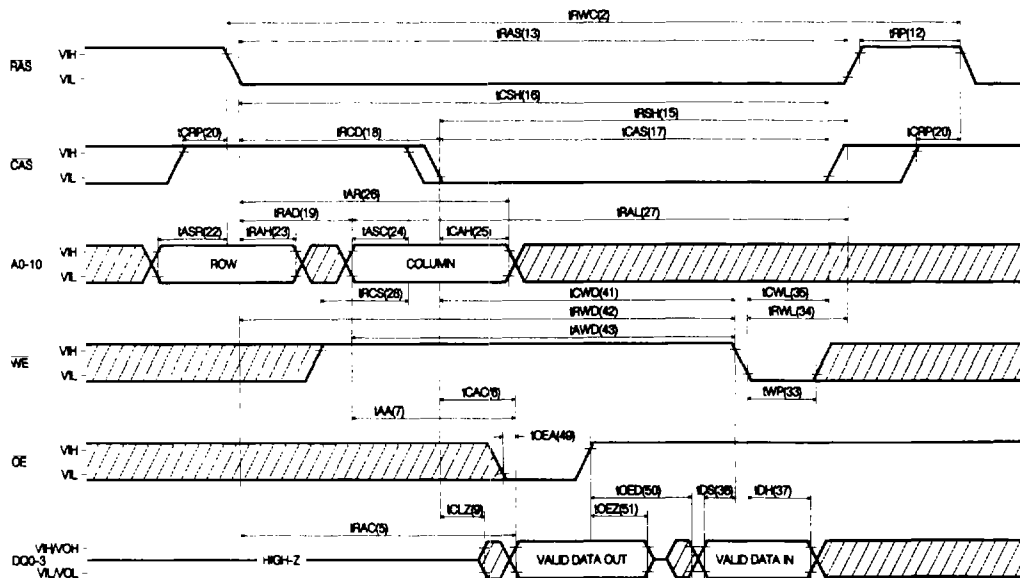 tRWC(2)
tRAS(13)
tRP(12)
RAS
VIH
VIL
tCSH(16)
tRSH(15)
tCRP(20)
tRCD(18)
tCAS(17)
tCRP(20)
CAS
VIH
VIL
tAR(26)
tRAD(19)
tRAL(27)
tASR(22)
tRAH(23)
tASC(24)
tCAH(25)
A0-10
VIH
VIL
ROW
COLUMN
tRCS(28)
tCWD(41)
tCWL(35)
tRWD(42)
tRWL(34)
tAWD(43)
WE
VIH
VIL
tCAC(6)
tWP(33)
tAA(7)
tOEA(49)
OE
VIH
VIL
tOED(50)
tDS(36)
tDH(37)
tCLZ(9)
tOEZ(51)
tRAC(5)
DQ0-3
VIH/VOH
VIL/VOL
HIGH-Z
VALID DATA OUT
VALID DATA IN